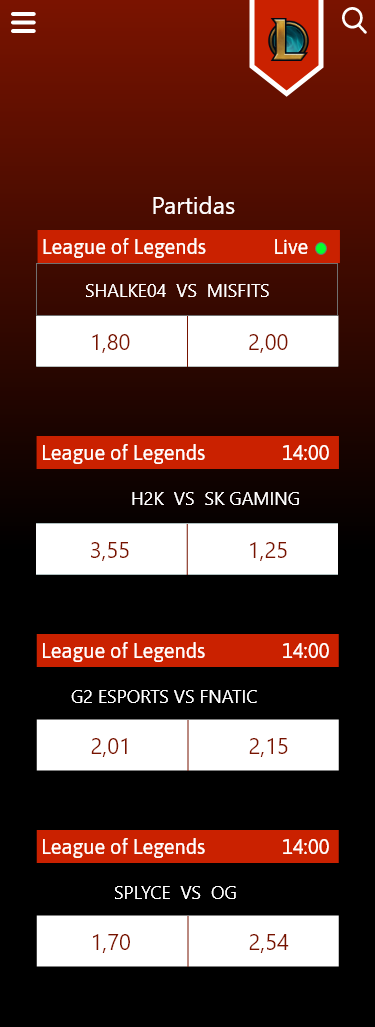 Partidas
League of Legends Live
SHALKE04 VS MISFITS
1,80 2,00
League of Legends 14:00
H2K VS SK GAMING
3,55 1,25
League of Legends 14:00
G2 ESPORTS VS FNATIC
2,01 2,15
League of Legends 14:00
SPLYCE VS OG
1,70 2,54